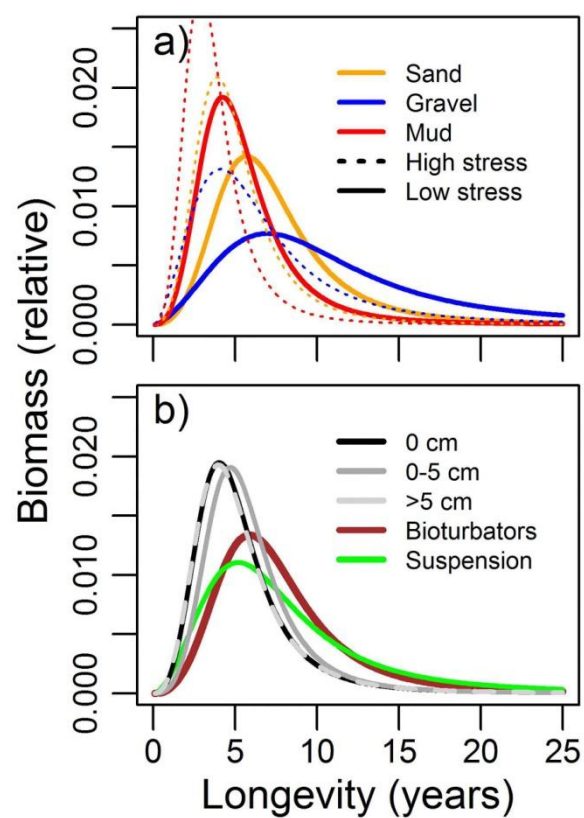 a)
Sand
Gravel
Mud
High stress
Low stress
0.020
0.010
0.000
Biomass (relative)
b)
0 cm
0-5 cm
>5 cm
Bioturbators
Suspension
0.020
0.010
0.000
0 5 10 15 20 25
Longevity (years)